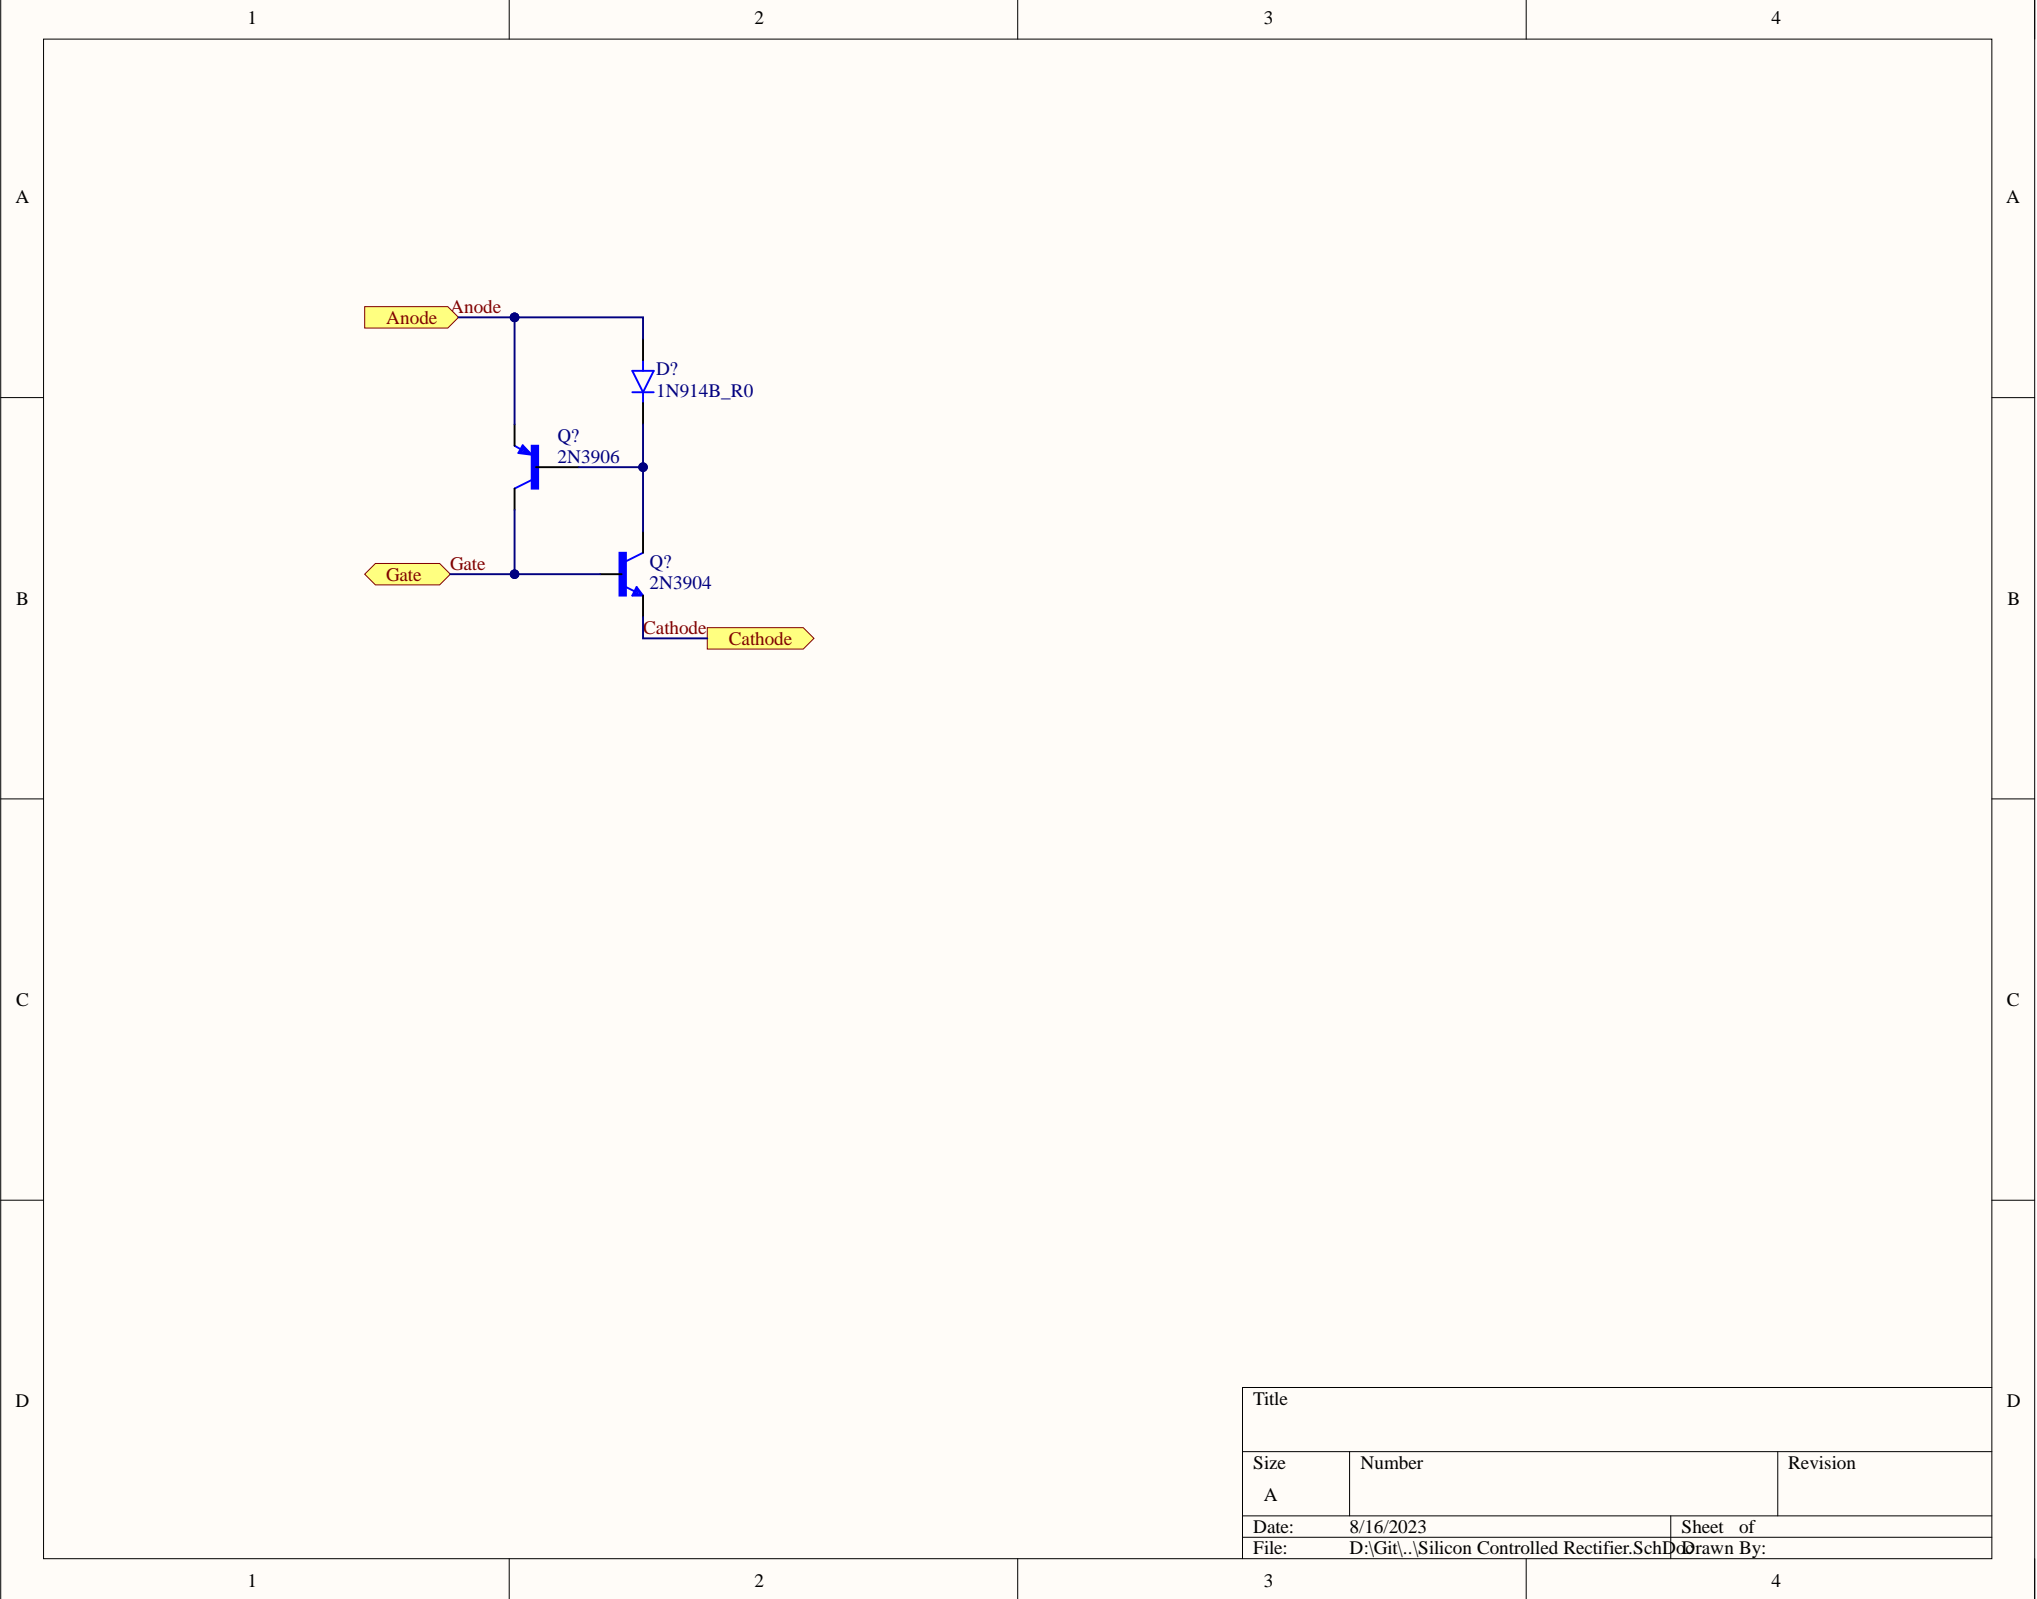 1 2 3 4
A A
Anode Anode
D?
1N914B_R0
Q?
2N3906
Gate Gate
Q?
2N3904
B B
Cathode Cathode
C C
D D
Title
Size Number Revision
A
Date: 8/16/2023 Sheet of
File: D:\Git\..\Silicon Controlled Rectifier.SchDoc Drawn By:
1 2 3 4